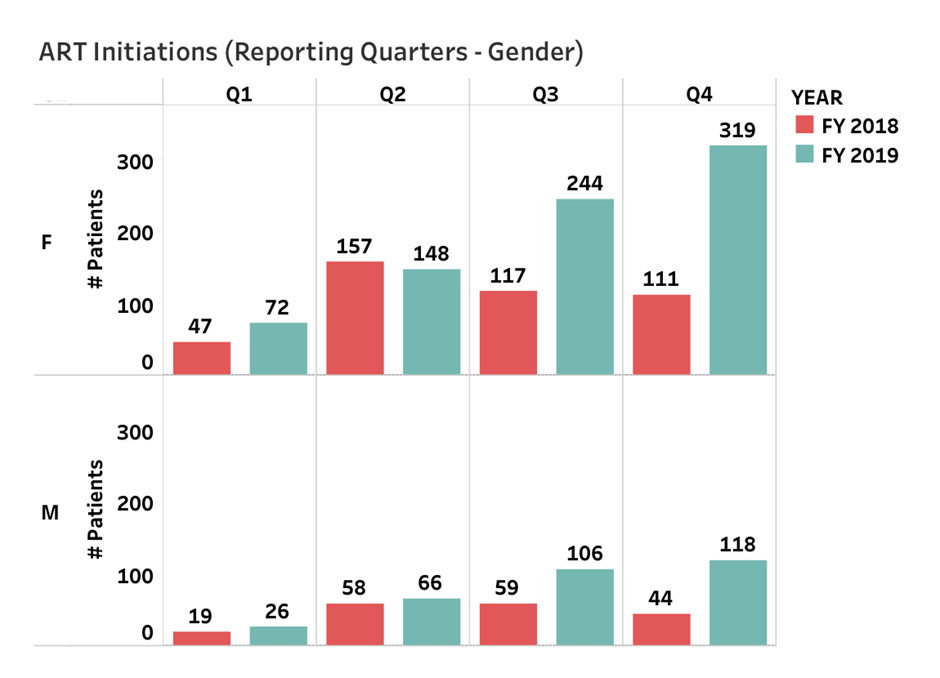 ART Initiations (Reporting Quarters - Gender)
Q1 Q2 Q3 Q4
YEAR
FY 2018
FY 2019
F
# Patients
300
200
100
0
47 72 157 148 117 244 111 319
M
# Patients
300
200
100
0
19 26 58 66 59 106 44 118